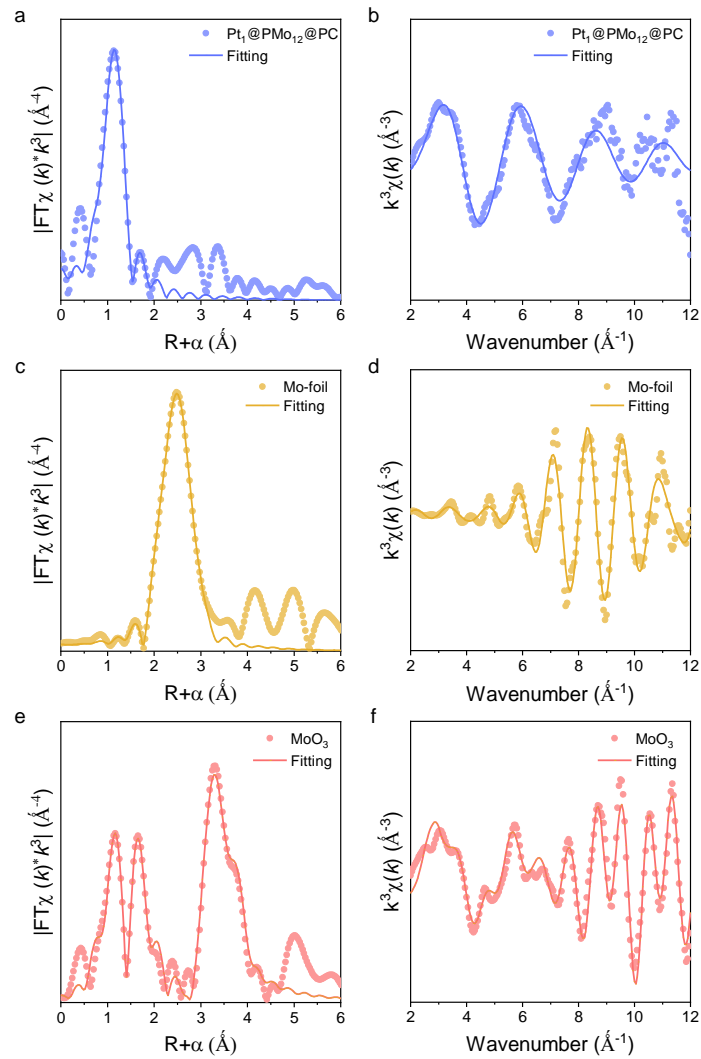 a
Pt₁@PMo₁₂@PC
Fitting
|FTχ (k)*k³| (Å⁻⁴)
0 1 2 3 4 5 6
R+α (Å)
b
Pt₁@PMo₁₂@PC
Fitting
k³χ(k) (Å⁻³)
2 4 6 8 10 12
Wavenumber (Å⁻¹)
c
Mo-foil
Fitting
|FTχ (k)*k³| (Å⁻⁴)
0 1 2 3 4 5 6
R+α (Å)
d
Mo-foil
Fitting
k³χ(k) (Å⁻³)
2 4 6 8 10 12
Wavenumber (Å⁻¹)
e
MoO₃
Fitting
|FTχ (k)*k³| (Å⁻⁴)
0 1 2 3 4 5 6
R+α (Å)
f
MoO₃
Fitting
k³χ(k) (Å⁻³)
2 4 6 8 10 12
Wavenumber (Å⁻¹)